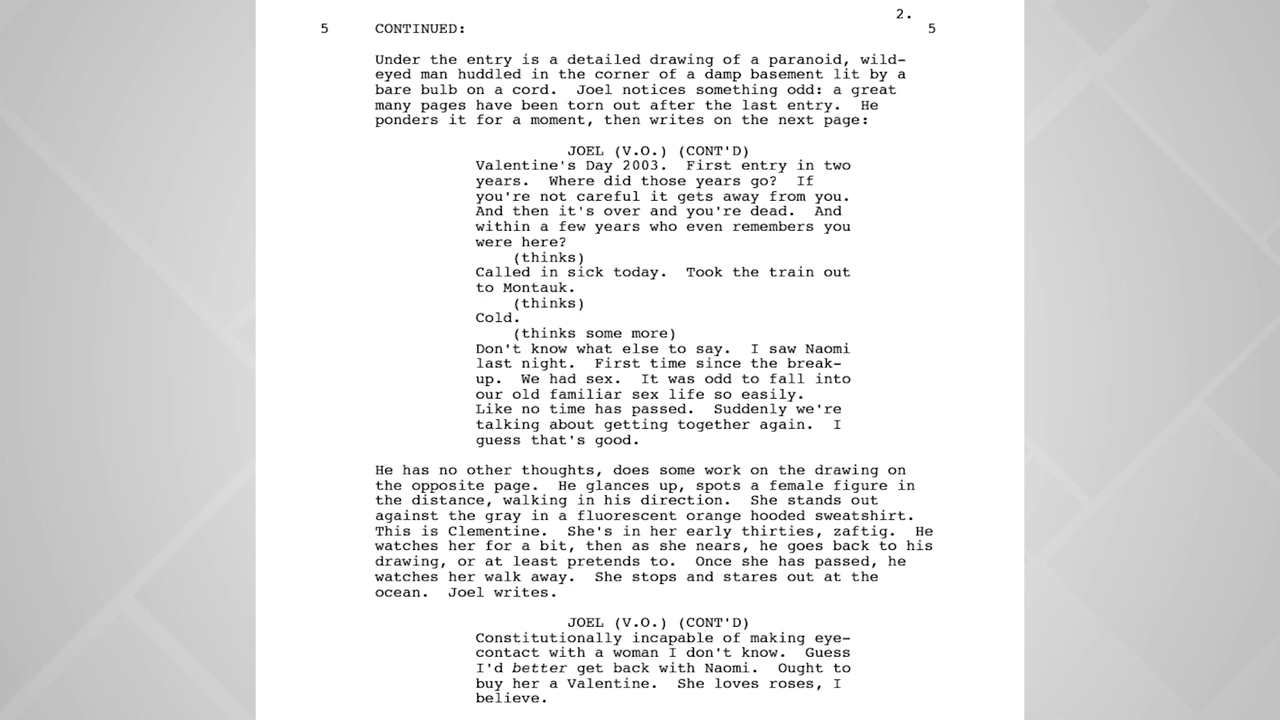 2.
5 CONTINUED: 5
Under the entry is a detailed drawing of a paranoid, wild-
eyed man huddled in the corner of a damp basement lit by a
bare bulb on a cord. Joel notices something odd: a great
many pages have been torn out after the last entry. He
ponders it for a moment, then writes on the next page:
JOEL (V.O.) (CONT'D)
Valentine's Day 2003. First entry in two
years. Where did those years go? If
you're not careful it gets away from you.
And then it's over and you're dead. And
within a few years who even remembers you
were here?
(thinks)
Called in sick today. Took the train out
to Montauk.
(thinks)
Cold.
(thinks some more)
Don't know what else to say. I saw Naomi
last night. First time since the break-
up. We had sex. It was odd to fall into
our old familiar sex life so easily.
Like no time has passed. Suddenly we're
talking about getting together again. I
guess that's good.
He has no other thoughts, does some work on the drawing on
the opposite page. He glances up, spots a female figure in
the distance, walking in his direction. She stands out
against the gray in a fluorescent orange hooded sweatshirt.
This is Clementine. She's in her early thirties, zaftig. He
watches her for a bit, then as she nears, he goes back to his
drawing, or at least pretends to. Once she has passed, he
watches her walk away. She stops and stares out at the
ocean. Joel writes.
JOEL (V.O.) (CONT'D)
Constitutionally incapable of making eye-
contact with a woman I don't know. Guess
I'd better get back with Naomi. Ought to
buy her a Valentine. She loves roses, I
believe.